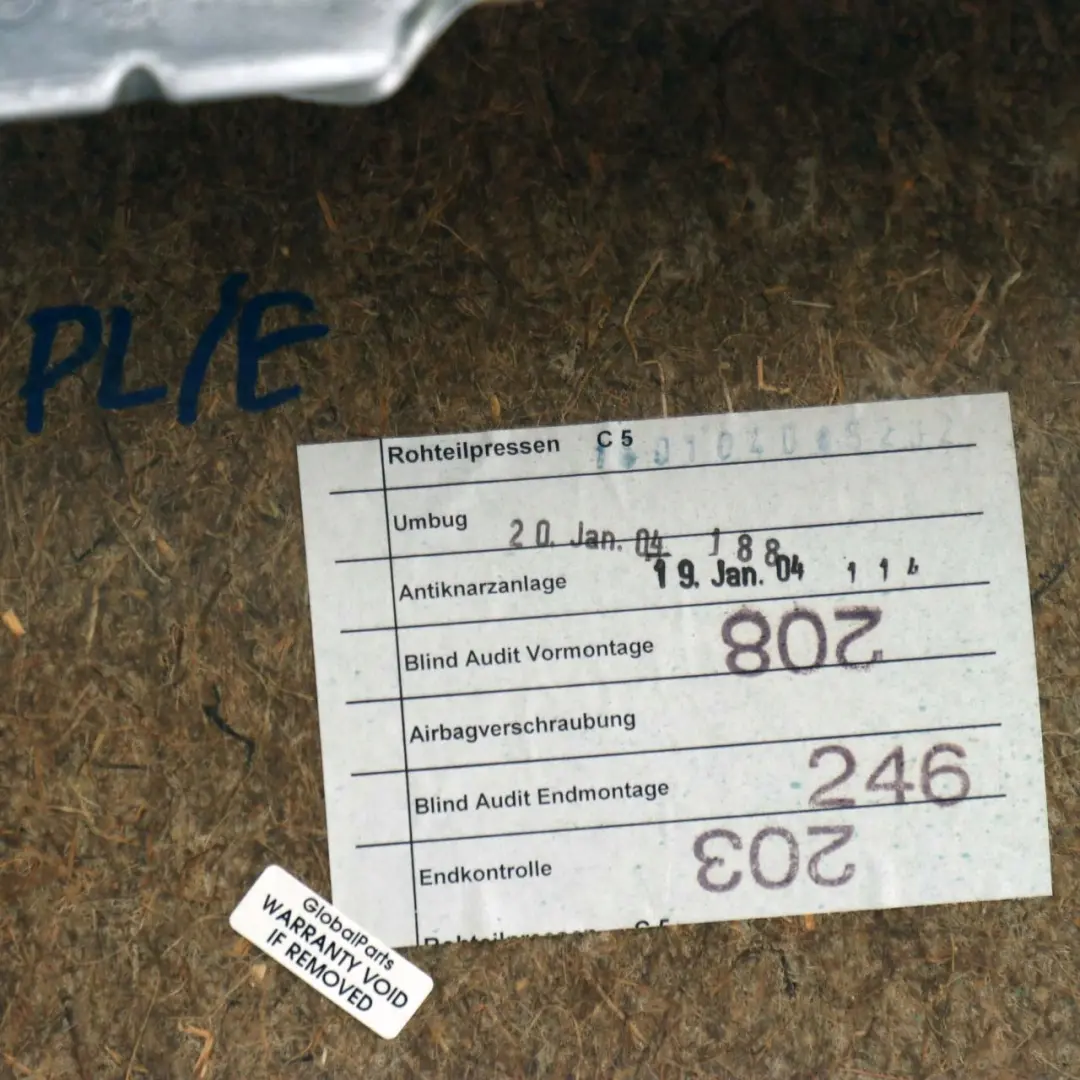 PL/E
Rohteilpressen C 5
Umbug 20. Jan. 04 188
Antiknarzanlage 19. Jan. 04 114
Blind Audit Vormontage 208
Airbagverschraubung
Blind Audit Endmontage 246
Endkontrolle 203
GlobalParts
WARRANTY VOID
IF REMOVED